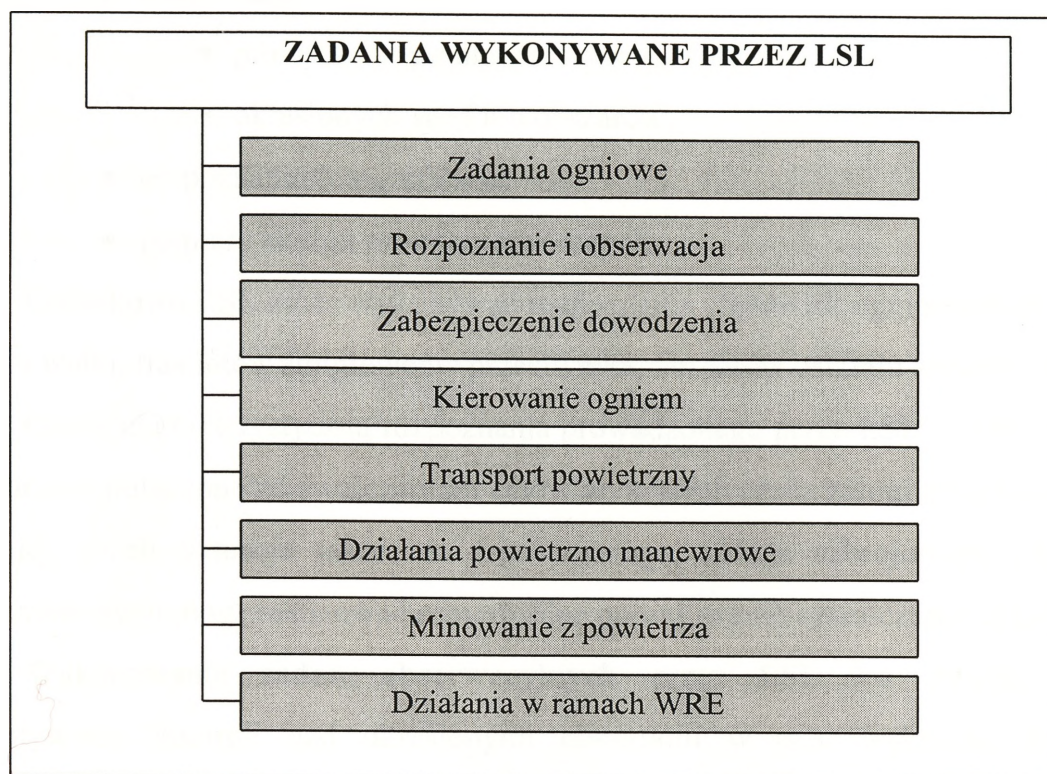 ZADANIA WYKONYWANE PRZEZ LSL
Zadania ogniowe
Rozpoznanie i obserwacja
Zabezpieczenie dowodzenia
Kierowanie ogniem
Transport powietrzny
Działania powietrzno manewrowe
Minowanie z powietrza
Działania w ramach WRE